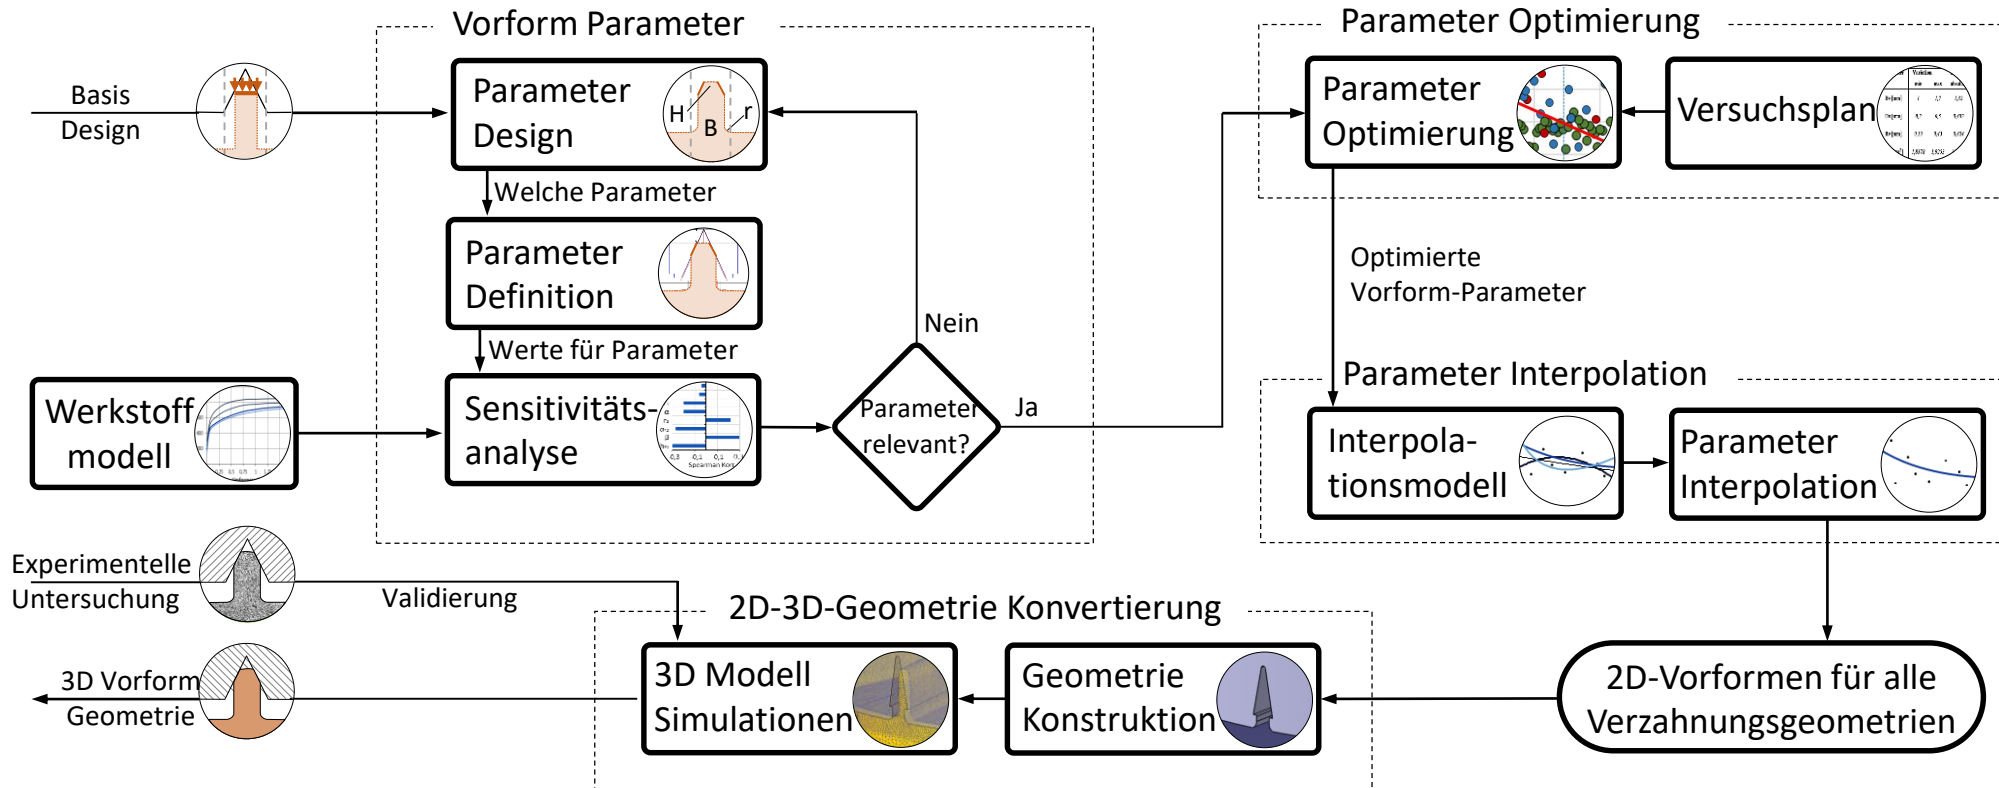 Vorform Parameter
Basis
Design
Parameter
Design
H
B
r
Welche Parameter
Parameter
Definition
Werte für Parameter
Werkstoff
modell
Sensitivitäts-
analyse
Spearman
Parameter
relevant?
Nein
Ja
Parameter Optimierung
Parameter
Optimierung
Versuchsplan
Variation
Optimierte
Vorform-Parameter
Parameter Interpolation
Interpola-
tionsmodell
Parameter
Interpolation
2D-Vorformen für alle
Verzahnungsgeometrien
2D-3D-Geometrie Konvertierung
Geometrie
Konstruktion
3D Modell
Simulationen
Experimentelle
Untersuchung
Validierung
3D Vorform
Geometrie